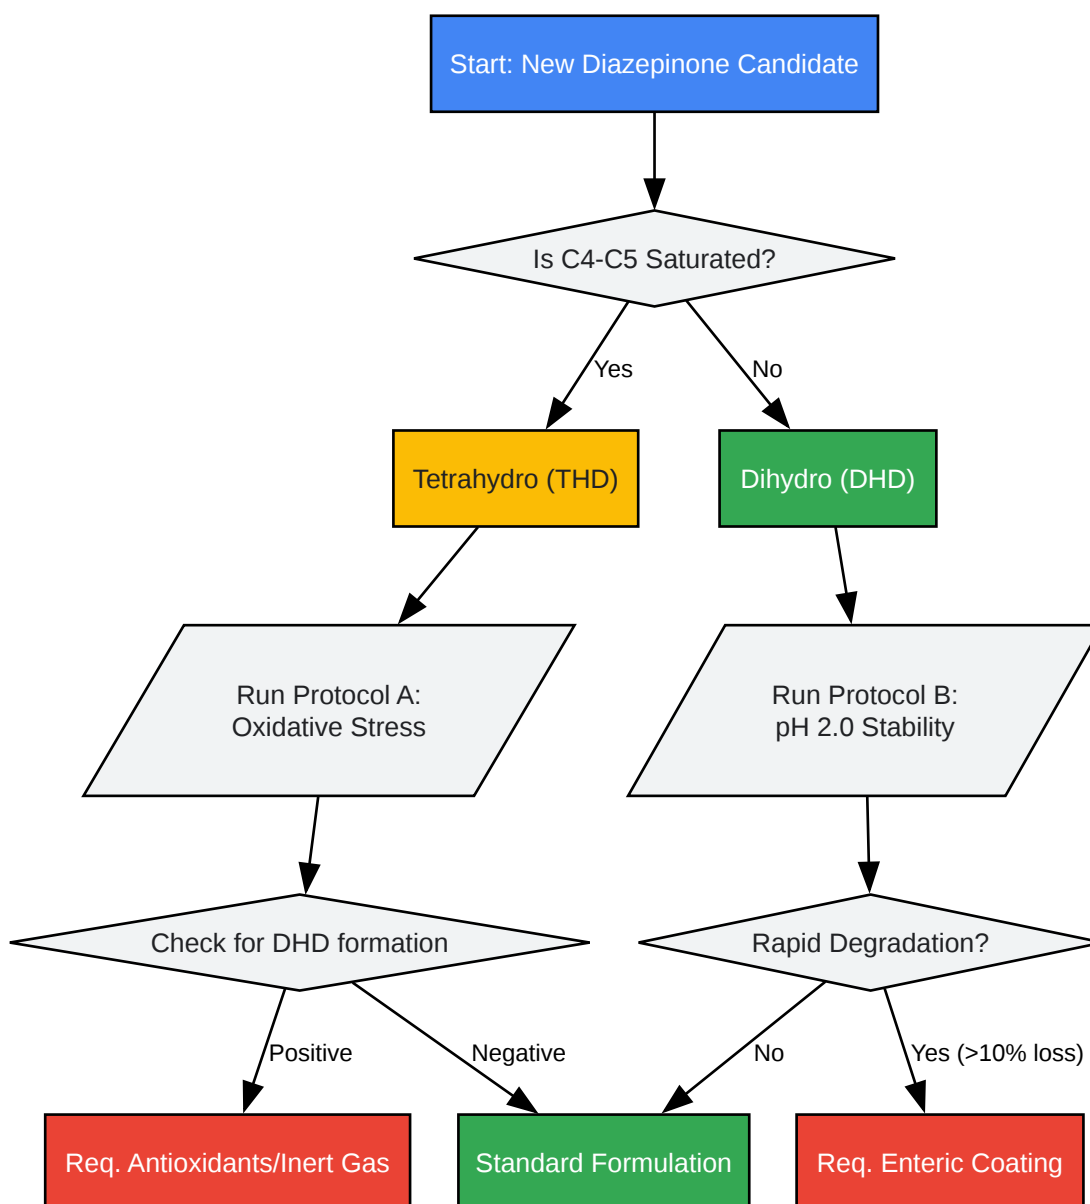 Start: New Diazepinone Candidate
Is C4-C5 Saturated?
Yes
No
Tetrahydro (THD)
Dihydro (DHD)
Run Protocol A:
Oxidative Stress
Run Protocol B:
pH 2.0 Stability
Check for DHD formation
Rapid Degradation?
Positive
Negative
No
Yes (>10% loss)
Req. Antioxidants/Inert Gas
Standard Formulation
Req. Enteric Coating